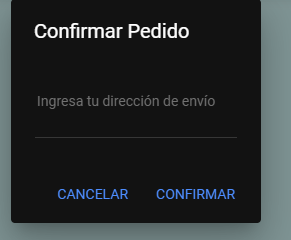 Confirmar Pedido
Ingresa tu dirección de envío
CANCELAR CONFIRMAR